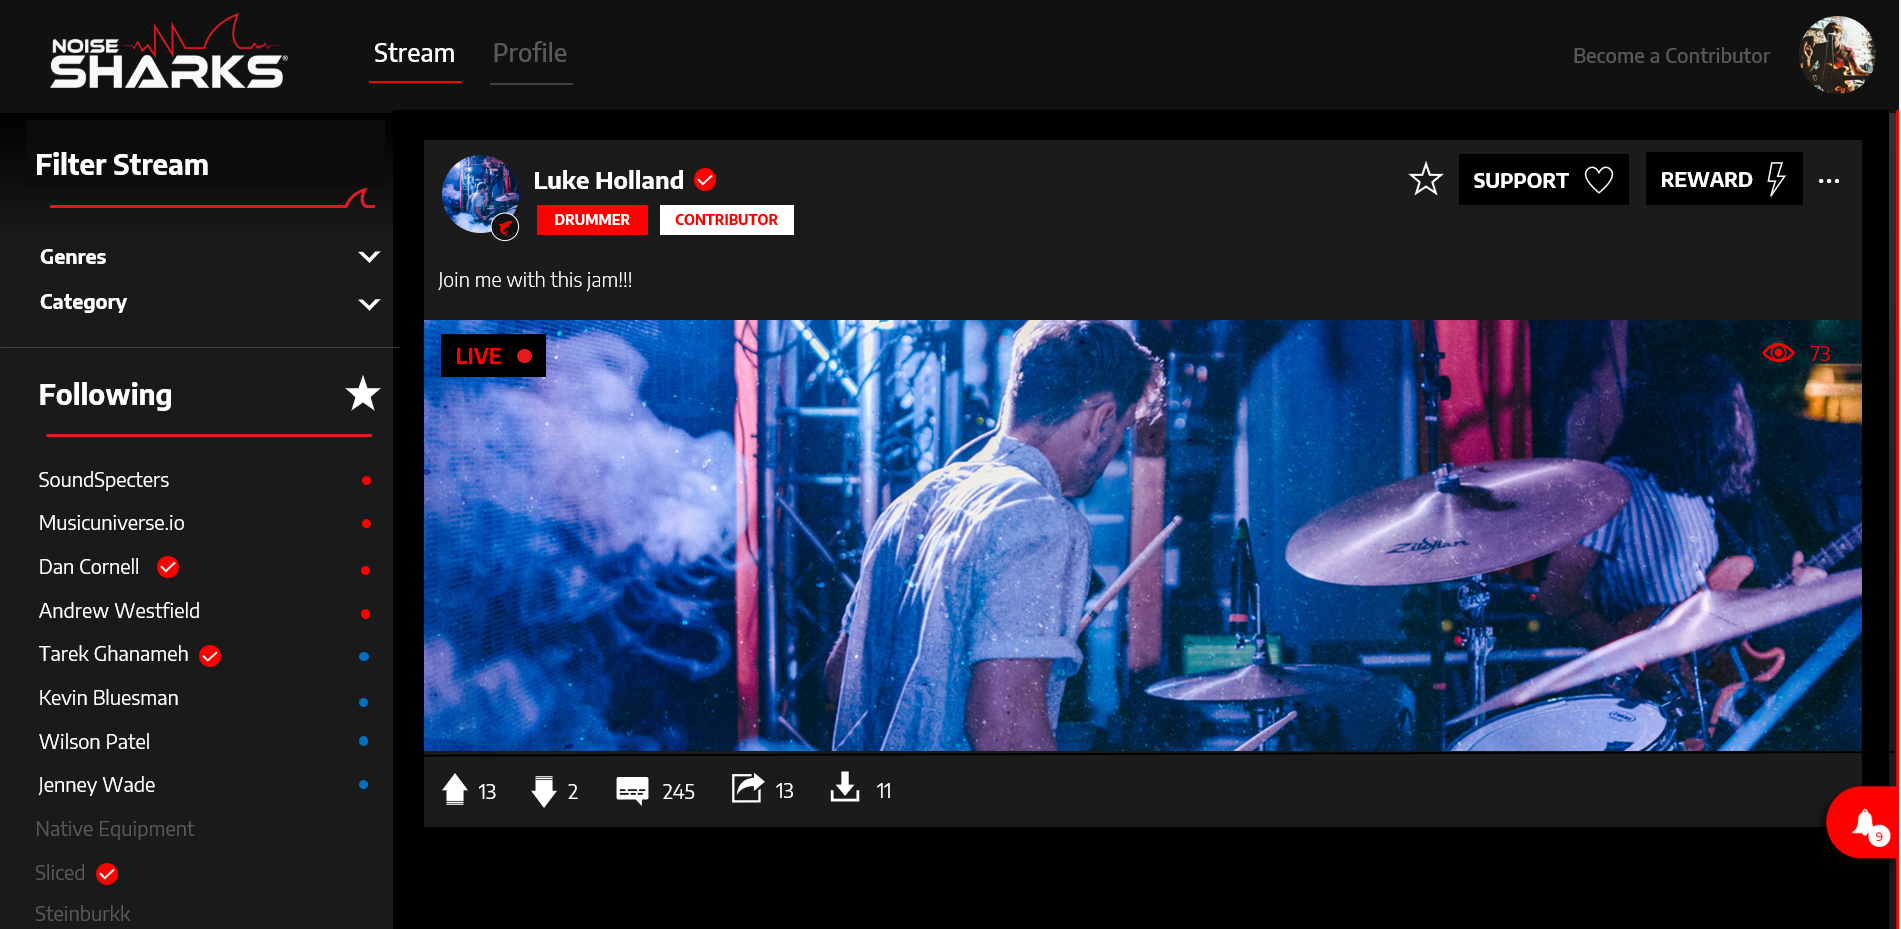 NOISE
SHARKS®
Stream
Profile
Become a Contributor
Filter Stream
Genres
Category
Following
SoundSpecters
Musicuniverse.io
Dan Cornell
Andrew Westfield
Tarek Ghanameh
Kevin Bluesman
Wilson Patel
Jenney Wade
Native Equipment
Sliced
Steinburkk
Luke Holland
DRUMMER
CONTRIBUTOR
SUPPORT
REWARD
...
Join me with this jam!!!
LIVE
73
Zildjian
13
2
245
13
11
9